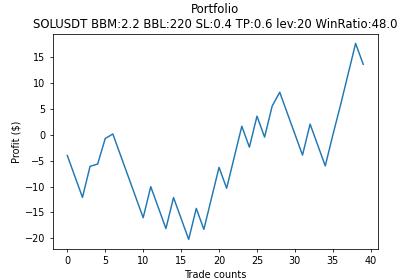 Portfolio
SOLUSDT BBM:2.2 BBL:220 SL:0.4 TP:0.6 lev:20 WinRatio:48.0
Profit ($)
15
10
5
0
−5
−10
−15
−20
0 5 10 15 20 25 30 35 40
Trade counts